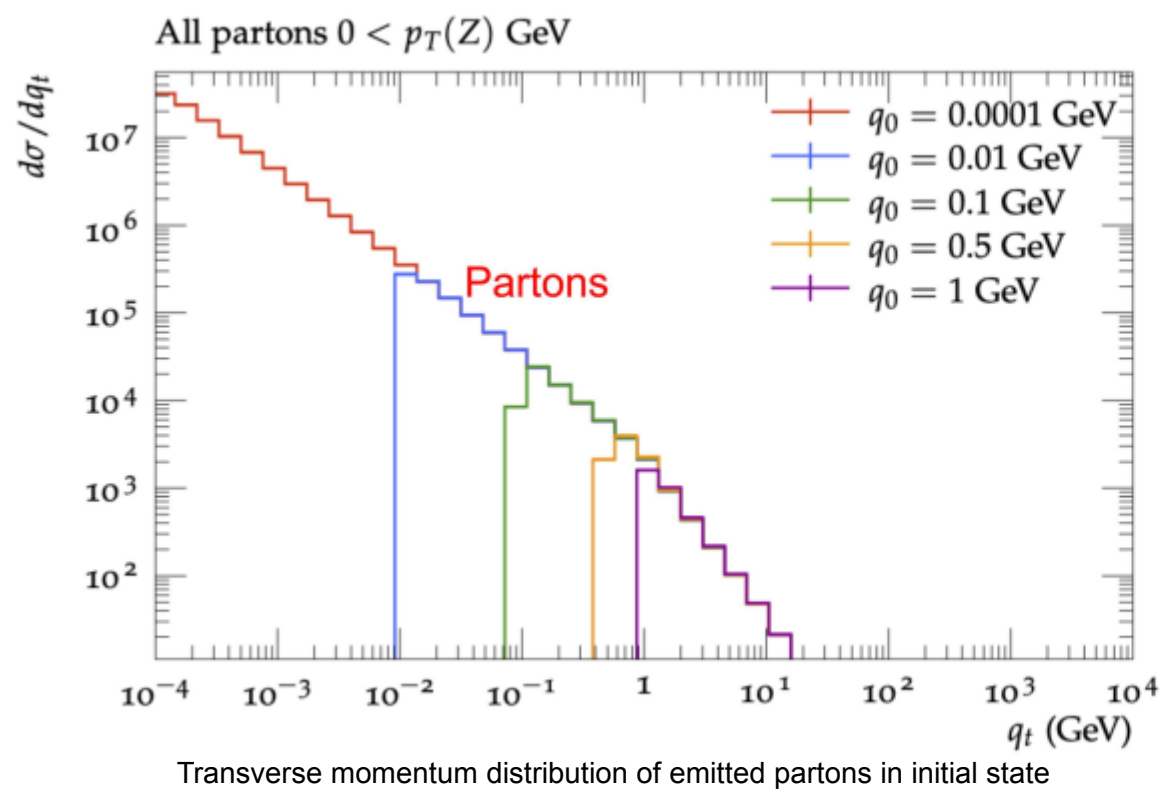 All partons 0 < p_T(Z) GeV
dσ/dq_t
q_0 = 0.0001 GeV
q_0 = 0.01 GeV
q_0 = 0.1 GeV
q_0 = 0.5 GeV
q_0 = 1 GeV
Partons
10^7
10^6
10^5
10^4
10^3
10^2
10^−4 10^−3 10^−2 10^−1 1 10^1 10^2 10^3 10^4
q_t (GeV)
Transverse momentum distribution of emitted partons in initial state